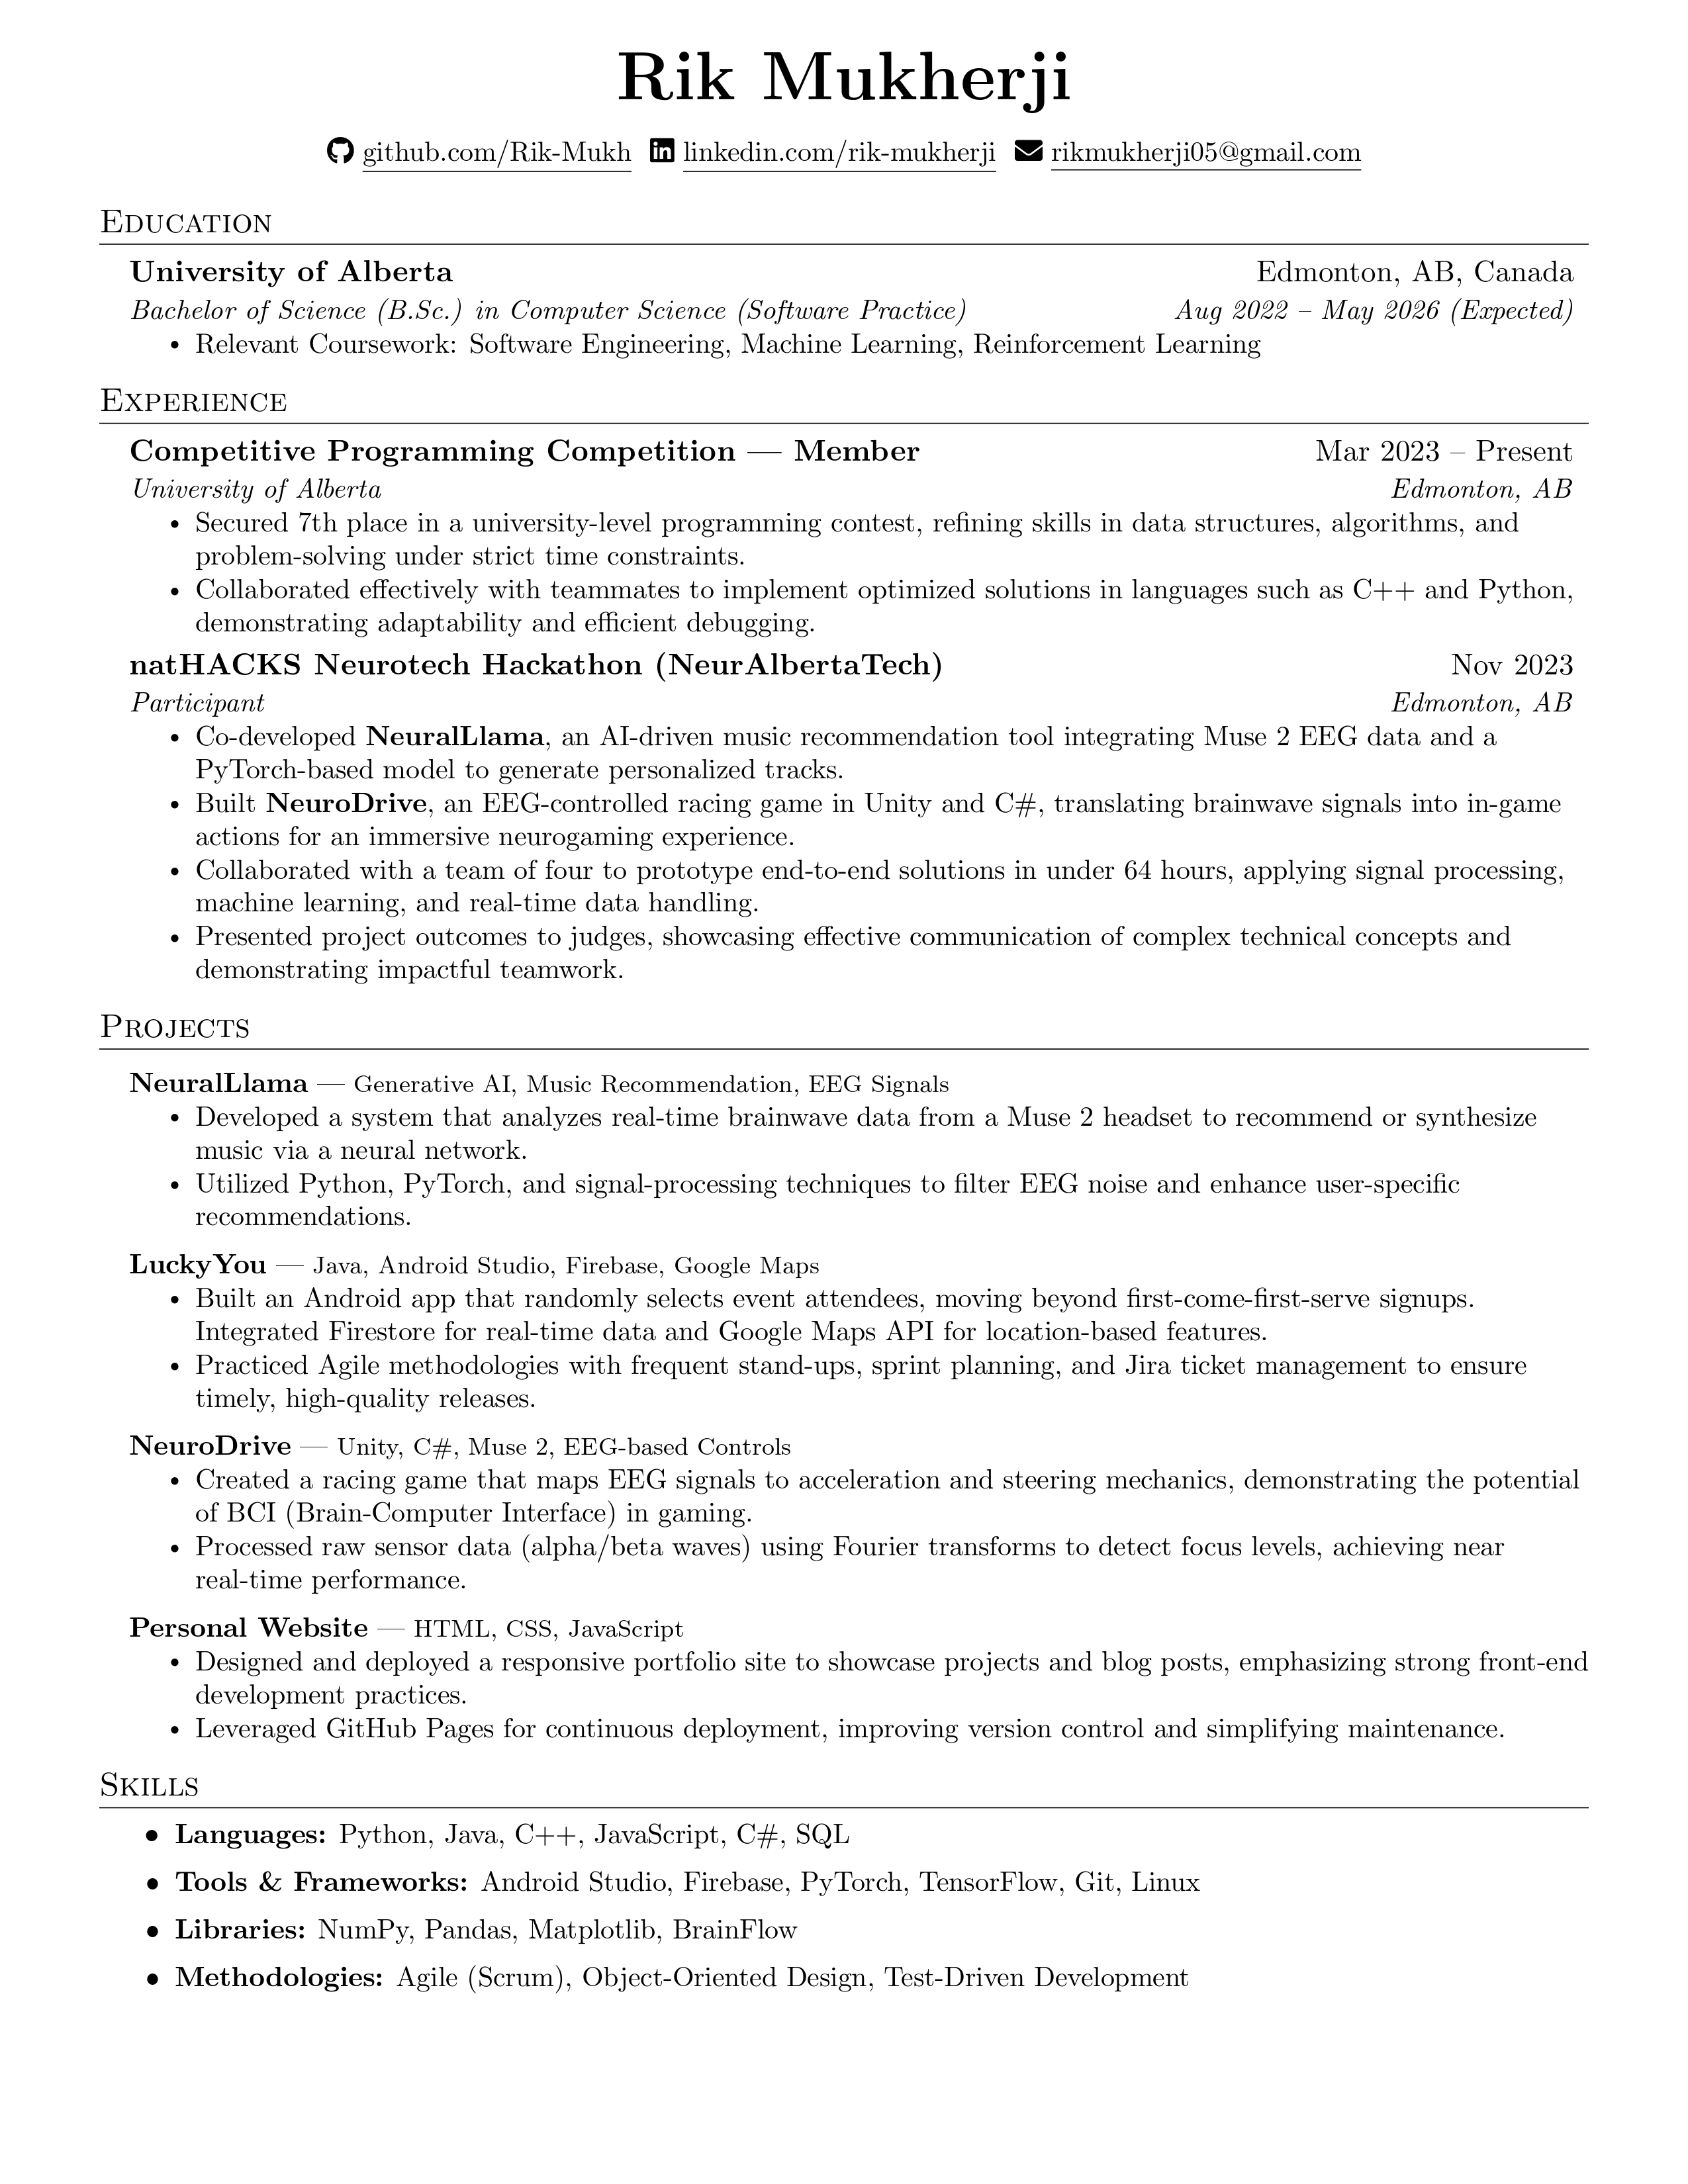 Rik Mukherji
github.com/Rik-Mukh linkedin.com/rik-mukherji rikmukherji05@gmail.com
Education
University of Alberta Edmonton, AB, Canada
Bachelor of Science (B.Sc.) in Computer Science (Software Practice) Aug 2022 – May 2026 (Expected)
• Relevant Coursework: Software Engineering, Machine Learning, Reinforcement Learning
Experience
Competitive Programming Competition — Member Mar 2023 – Present
University of Alberta Edmonton, AB
• Secured 7th place in a university-level programming contest, refining skills in data structures, algorithms, and
problem-solving under strict time constraints.
• Collaborated effectively with teammates to implement optimized solutions in languages such as C++ and Python,
demonstrating adaptability and efficient debugging.
natHACKS Neurotech Hackathon (NeurAlbertaTech) Nov 2023
Participant Edmonton, AB
• Co-developed NeuralLlama, an AI-driven music recommendation tool integrating Muse 2 EEG data and a
PyTorch-based model to generate personalized tracks.
• Built NeuroDrive, an EEG-controlled racing game in Unity and C#, translating brainwave signals into in-game
actions for an immersive neurogaming experience.
• Collaborated with a team of four to prototype end-to-end solutions in under 64 hours, applying signal processing,
machine learning, and real-time data handling.
• Presented project outcomes to judges, showcasing effective communication of complex technical concepts and
demonstrating impactful teamwork.
Projects
NeuralLlama — Generative AI, Music Recommendation, EEG Signals
• Developed a system that analyzes real-time brainwave data from a Muse 2 headset to recommend or synthesize
music via a neural network.
• Utilized Python, PyTorch, and signal-processing techniques to filter EEG noise and enhance user-specific
recommendations.
LuckyYou — Java, Android Studio, Firebase, Google Maps
• Built an Android app that randomly selects event attendees, moving beyond first-come-first-serve signups.
Integrated Firestore for real-time data and Google Maps API for location-based features.
• Practiced Agile methodologies with frequent stand-ups, sprint planning, and Jira ticket management to ensure
timely, high-quality releases.
NeuroDrive — Unity, C#, Muse 2, EEG-based Controls
• Created a racing game that maps EEG signals to acceleration and steering mechanics, demonstrating the potential
of BCI (Brain-Computer Interface) in gaming.
• Processed raw sensor data (alpha/beta waves) using Fourier transforms to detect focus levels, achieving near
real-time performance.
Personal Website — HTML, CSS, JavaScript
• Designed and deployed a responsive portfolio site to showcase projects and blog posts, emphasizing strong front-end
development practices.
• Leveraged GitHub Pages for continuous deployment, improving version control and simplifying maintenance.
Skills
• Languages: Python, Java, C++, JavaScript, C#, SQL
• Tools & Frameworks: Android Studio, Firebase, PyTorch, TensorFlow, Git, Linux
• Libraries: NumPy, Pandas, Matplotlib, BrainFlow
• Methodologies: Agile (Scrum), Object-Oriented Design, Test-Driven Development